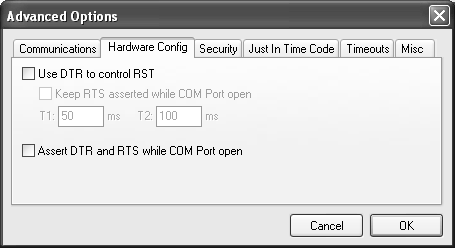 Advanced Options
Communications Hardware Config Security Just In Time Code Timeouts Misc
Use DTR to control RST
Keep RTS asserted while COM Port open
T1: 50 ms T2: 100 ms
Assert DTR and RTS while COM Port open
Cancel OK